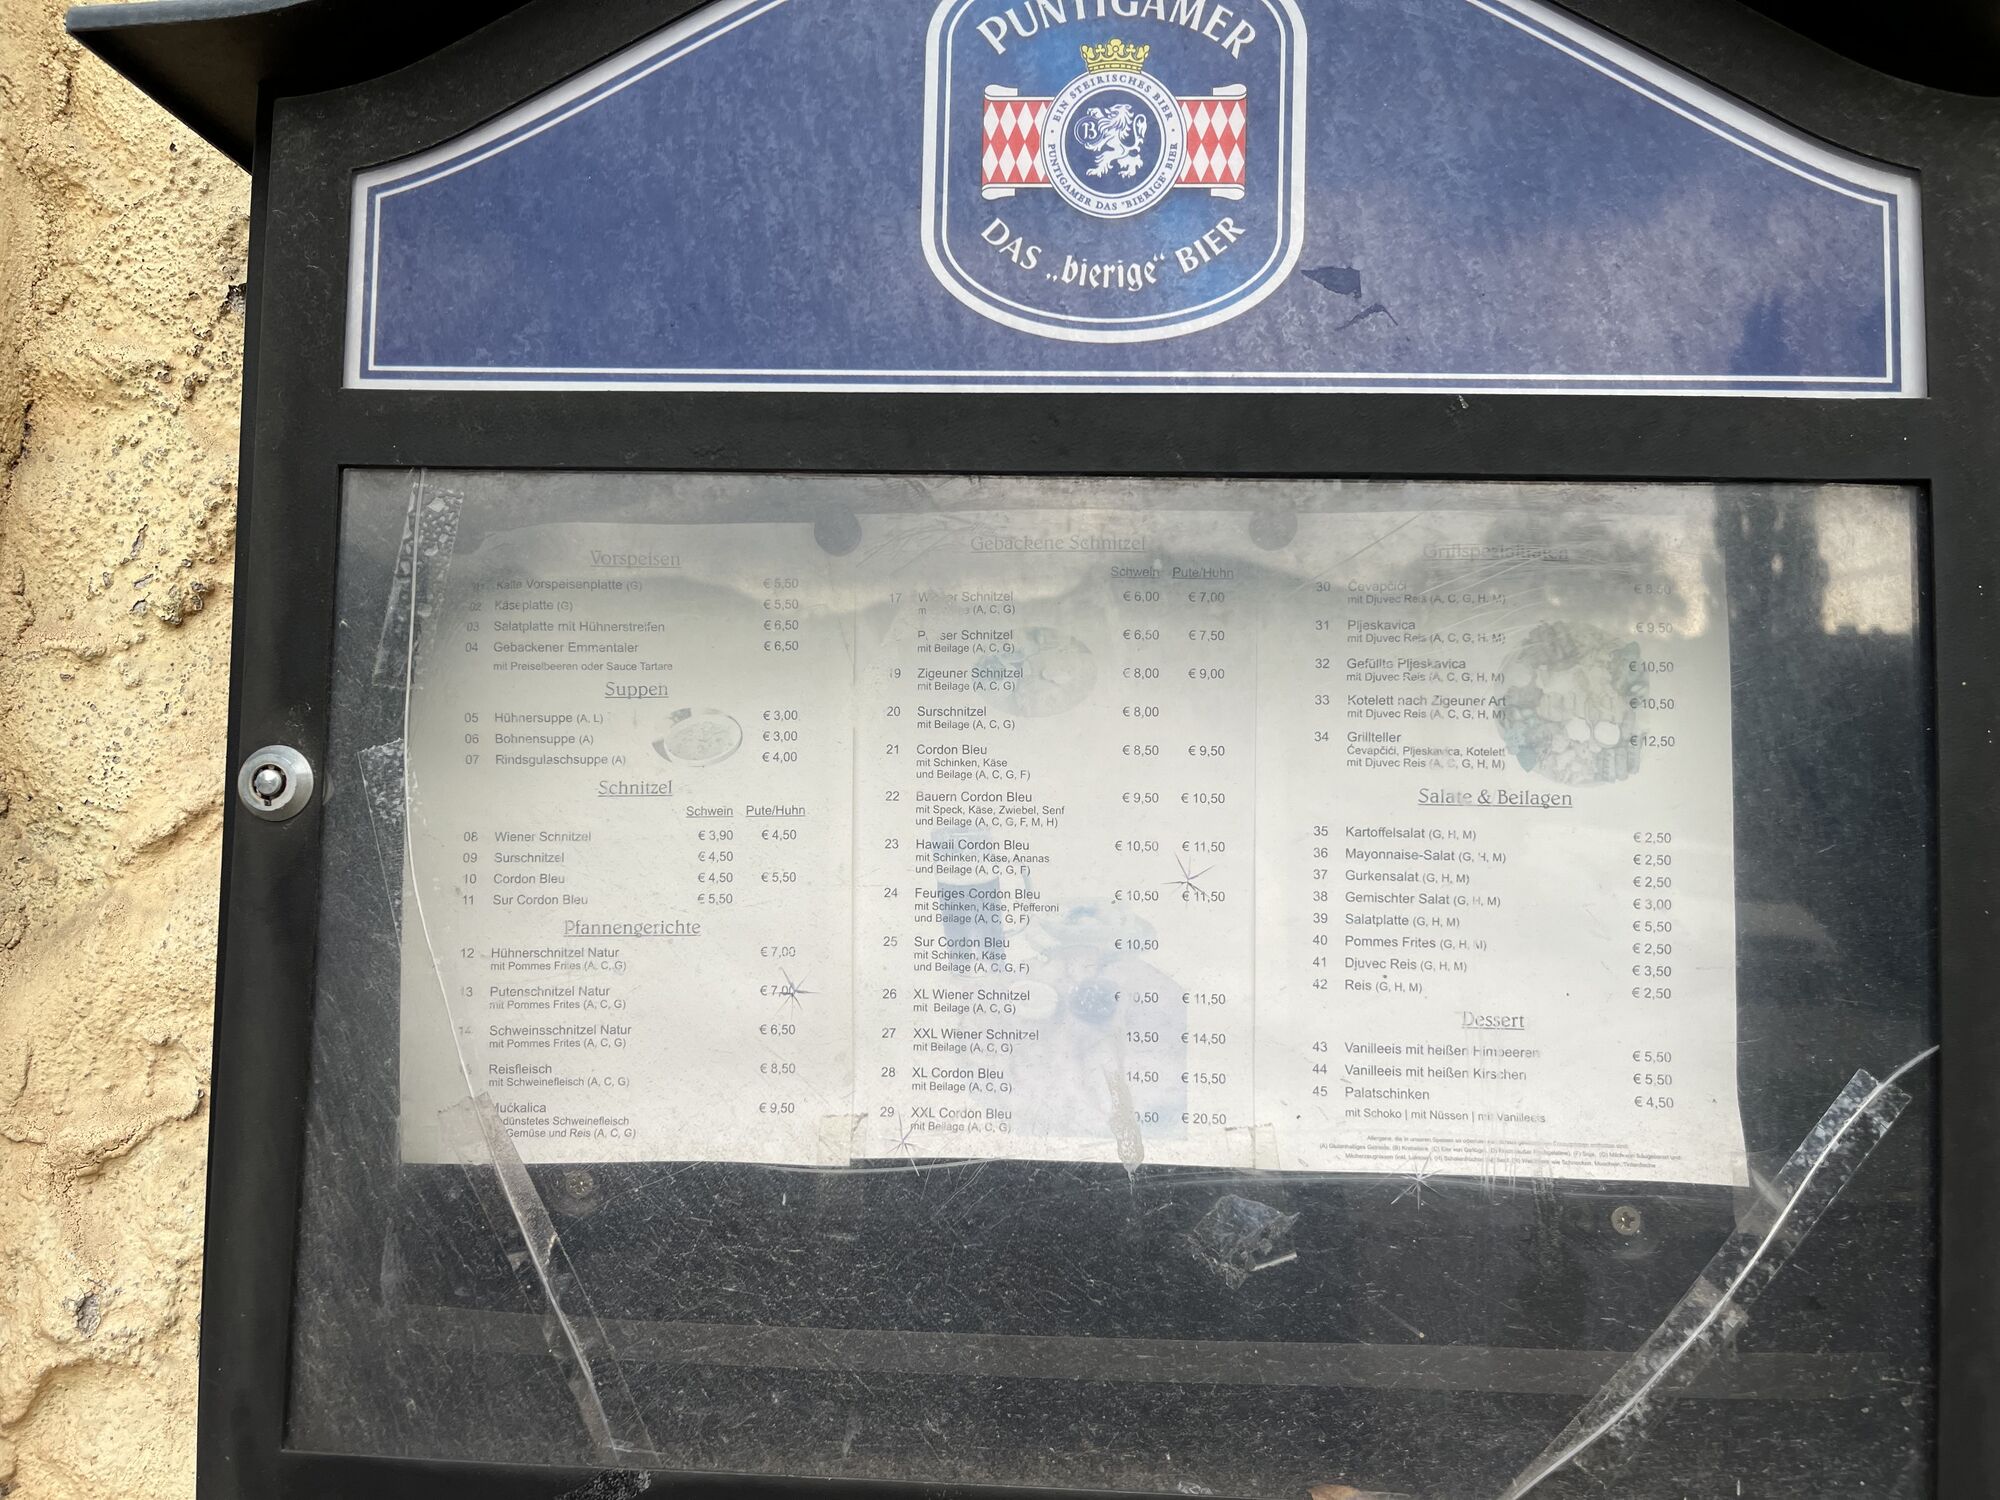 PUNTIGAMER
EIN STEIRISCHES BIER
B
PUNTIGAMER DAS "BIERIGE" BIER
DAS „bierige“ BIER
Vorspeisen
01 Kalte Vorspeisenplatte (G) € 5,50
02 Käseplatte (G) € 5,50
03 Salatplatte mit Hühnerstreifen € 6,50
04 Gebackener Emmentaler € 6,50
mit Preiselbeeren oder Sauce Tartare
Suppen
05 Hühnersuppe (A, L) € 3,00
06 Bohnensuppe (A) € 3,00
07 Rindsgulaschsuppe (A) € 4,00
Schnitzel
Schwein Pute/Huhn
08 Wiener Schnitzel € 3,90 € 4,50
09 Surschnitzel € 4,50
10 Cordon Bleu € 4,50 € 5,50
11 Sur Cordon Bleu € 5,50
Pfannengerichte
12 Hühnerschnitzel Natur € 7,00
mit Pommes Frites (A, C, G)
13 Putenschnitzel Natur € 7,00
mit Pommes Frites (A, C, G)
14 Schweinsschnitzel Natur € 6,50
mit Pommes Frites (A, C, G)
Reisfleisch € 8,50
mit Schweinefleisch (A, C, G)
Mućkalica € 9,50
Schweinefleisch
Gemüse und Reis (A, C, G)
Gebackene Schnitzel
Schwein Pute/Huhn
17 Wiener Schnitzel € 6,00 € 7,00
(A, C, G)
Schnitzel € 6,50 € 7,50
mit Beilage (A, C, G)
19 Zigeuner Schnitzel € 8,00 € 9,00
mit Beilage (A, C, G)
20 Surschnitzel € 8,00
mit Beilage (A, C, G)
21 Cordon Bleu € 8,50 € 9,50
mit Schinken, Käse
und Beilage (A, C, G, F)
22 Bauern Cordon Bleu € 9,50 € 10,50
mit Speck, Käse, Zwiebel, Senf
und Beilage (A, C, G, F, M, H)
23 Hawaii Cordon Bleu € 10,50 € 11,50
mit Schinken, Käse, Ananas
und Beilage (A, C, G, F)
24 Feuriges Cordon Bleu € 10,50 € 11,50
mit Schinken, Käse, Pfefferoni
und Beilage (A, C, G, F)
25 Sur Cordon Bleu € 10,50
mit Schinken, Käse
und Beilage (A, C, G, F)
26 XL Wiener Schnitzel € 11,50
mit Beilage (A, C, G)
27 XXL Wiener Schnitzel 13,50 € 14,50
mit Beilage (A, C, G)
28 XL Cordon Bleu 14,50 € 15,50
mit Beilage (A, C, G)
29 XXL Cordon Bleu € 20,50
mit Beilage (A, C, G)
Grillspezialitäten
30 Čevapčići € 8,50
mit Djuvec Reis (A, C, G, H, M)
31 Pljeskavica € 9,50
mit Djuvec Reis (A, C, G, H, M)
32 Gefüllte Pljeskavica € 10,50
mit Djuvec Reis (A, C, G, H, M)
33 Kotelett nach Zigeuner Art € 10,50
mit Djuvec Reis (A, C, G, H, M)
34 Grillteller € 12,50
Čevapčići, Pljeskavica, Kotelett
mit Djuvec Reis (A, C, G, H, M)
Salate & Beilagen
35 Kartoffelsalat (G, H, M) € 2,50
36 Mayonnaise-Salat (G, H, M) € 2,50
37 Gurkensalat (G, H, M) € 2,50
38 Gemischter Salat (G, H, M) € 3,00
39 Salatplatte (G, H, M) € 5,50
40 Pommes Frites (G, H, M) € 2,50
41 Djuvec Reis (G, H, M) € 3,50
42 Reis (G, H, M) € 2,50
Dessert
43 Vanilleeis mit heißen Himbeeren € 5,50
44 Vanilleeis mit heißen Kirschen € 5,50
45 Palatschinken € 4,50
mit Schoko | mit Nüssen | mit Vanilleeis